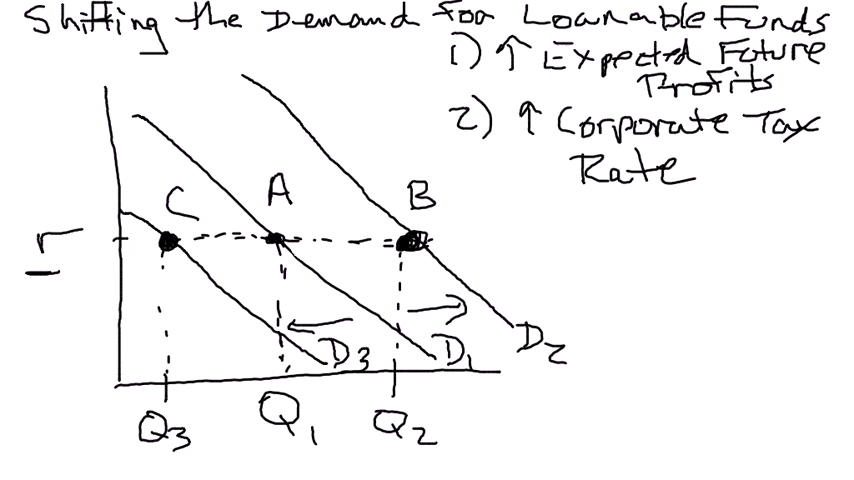 Shifting the Demand for Loanable Funds
1) ↑ Expected Future
Profits
2) ↑ Corporate Tax
Rate
C A B
r
D3 D1 D2
Q3 Q1 Q2